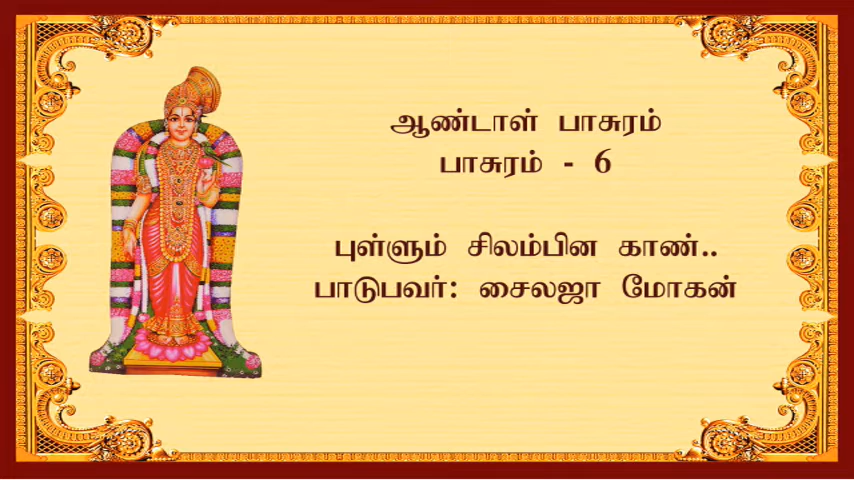 ஆண்டாள் பாசுரம்
பாசுரம் - 6
புள்ளும் சிலம்பின காண்..
பாடுபவர்: சைலஜா மோகன்